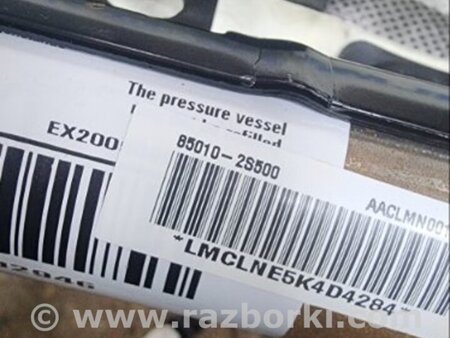 The pressure vessel
EX200
85010-2S500
AACLMN00
*LMCLNE5K4D4284
© www.razborki.com